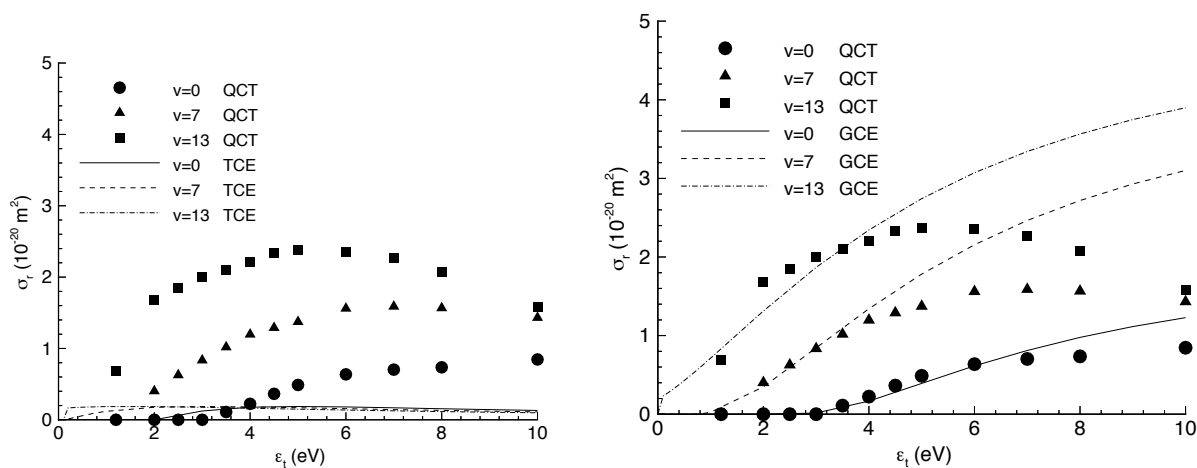 5
4
3
2
1
0
0
2
4
6
8
10
σr (10-20 m2)
εt (eV)
v=0 QCT
v=7 QCT
v=13 QCT
v=0 TCE
v=7 TCE
v=13 TCE
5
4
3
2
1
0
0
2
4
6
8
10
σr (10-20 m2)
εt (eV)
v=0 QCT
v=7 QCT
v=13 QCT
v=0 GCE
v=7 GCE
v=13 GCE